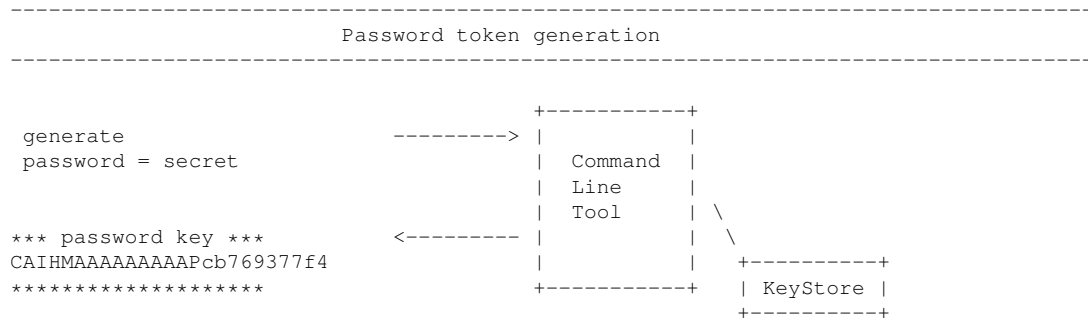 Password token generation
generate
password = secret
Command
Line
Tool
*** password key ***
CAIHMAAAAAAAAAPcb769377f4
********************
KeyStore